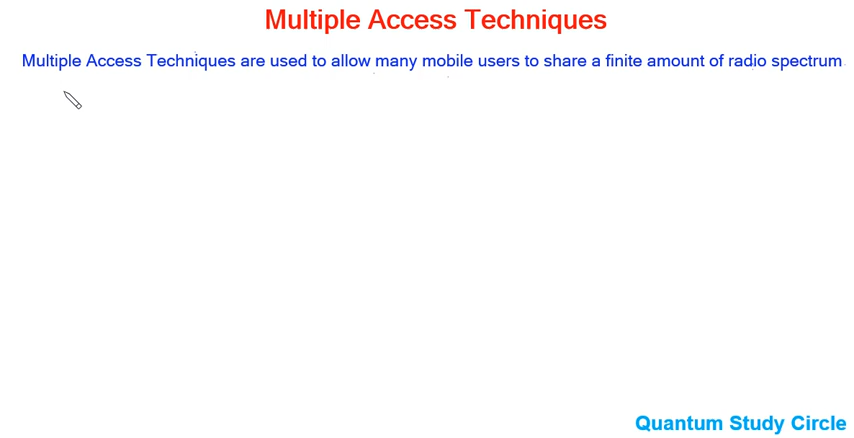 Multiple Access Techniques
Multiple Access Techniques are used to allow many mobile users to share a finite amount of radio spectrum
Quantum Study Circle